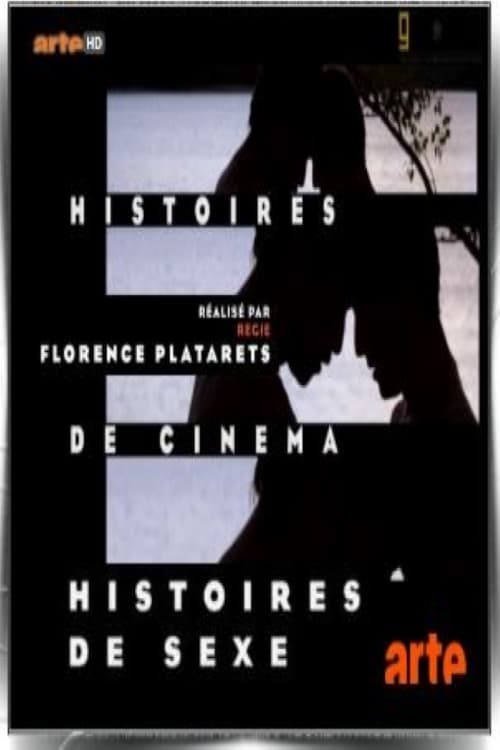 arte HD
HISTOIRES
RÉALISÉ PAR
REGIE
FLORENCE PLATARETS
DE CINEMA
HISTOIRES
DE SEXE
arte